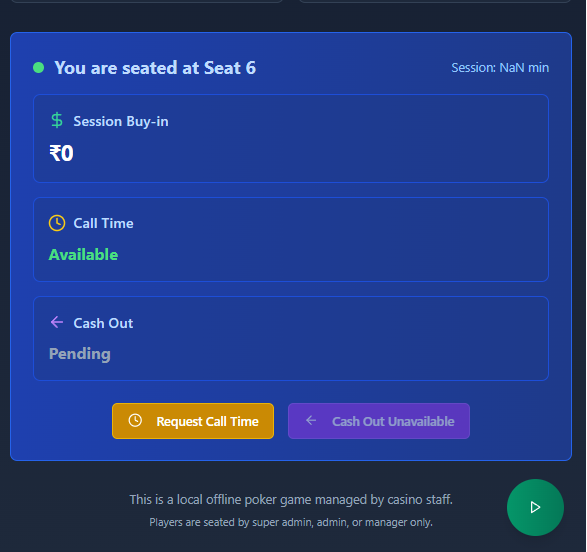 You are seated at Seat 6
Session: NaN min
Session Buy-in
₹0
Call Time
Available
Cash Out
Pending
Request Call Time
Cash Out Unavailable
This is a local offline poker game managed by casino staff.
Players are seated by super admin, admin, or manager only.